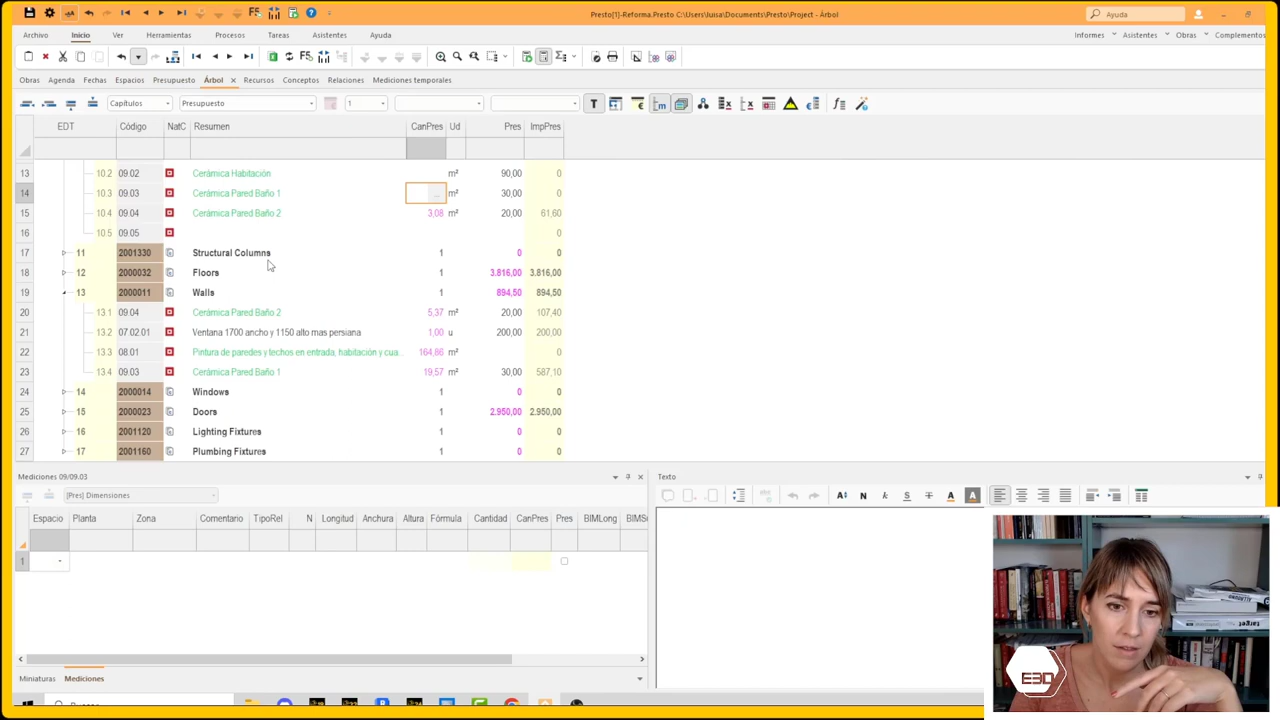 Presto[1]-Reforma.Presto C:\Users\luisa\Documents\Presto\Project - Árbol
Ayuda
Archivo Inicio Ver Herramientas Procesos Tareas Asistentes Ayuda
Informes Asistentes Obras Complementos
Obras Agenda Fechas Espacios Presupuesto Árbol Recursos Conceptos Relaciones Mediciones temporales
Capítulos Presupuesto 1
EDT Código NatC Resumen CanPres Ud Pres ImpPres
13 10.2 09.02 Cerámica Habitación m² 90,00 0
14 10.3 09.03 Cerámica Pared Baño 1 m² 30,00 0
15 10.4 09.04 Cerámica Pared Baño 2 3,08 m² 20,00 61,60
16 10.5 09.05 0
17 11 2001330 Structural Columns 1 0 0
18 12 2000032 Floors 1 3.816,00 3.816,00
19 13 2000011 Walls 1 894,50 894,50
20 13.1 09.04 Cerámica Pared Baño 2 5,37 m² 20,00 107,40
21 13.2 07.02.01 Ventana 1700 ancho y 1150 alto mas persiana 1,00 u 200,00 200,00
22 13.3 08.01 Pintura de paredes y techos en entrada, habitación y cua... 164,86 m² 0
23 13.4 09.03 Cerámica Pared Baño 1 19,57 m² 30,00 587,10
24 14 2000014 Windows 1 0 0
25 15 2000023 Doors 1 2.950,00 2.950,00
26 16 2001120 Lighting Fixtures 1 0 0
27 17 2001160 Plumbing Fixtures 1 0 0
Mediciones 09/09.03
Texto
[Pres] Dimensiones
Espacio Planta Zona Comentario TipoRel N Longitud Anchura Altura Fórmula Cantidad CanPres Pres BIMLong BIMSu
1
Miniaturas Mediciones
E3D
target